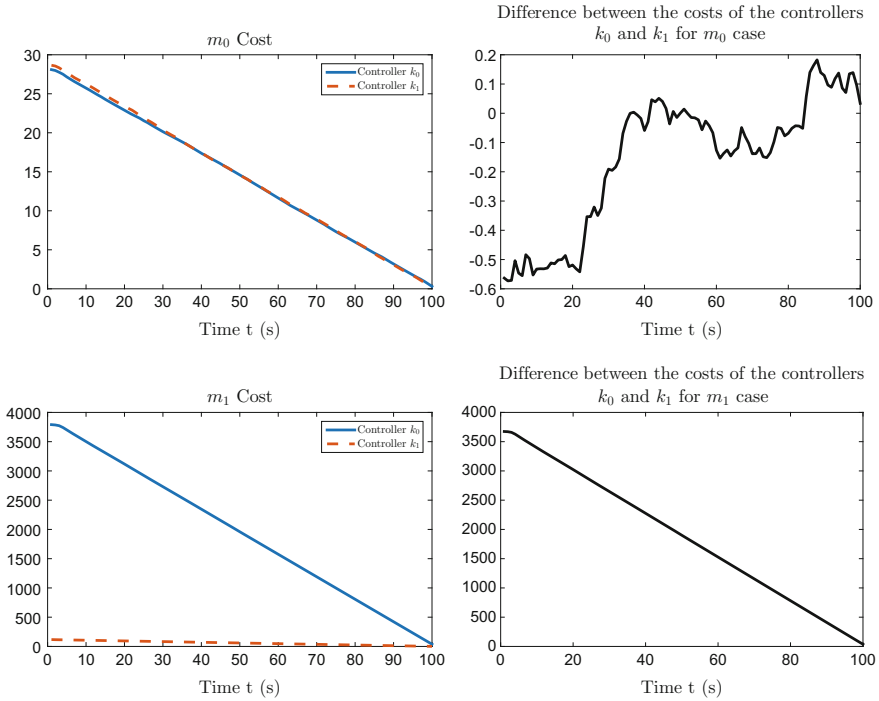 m₀ Cost
30
25
20
15
10
5
0
0 10 20 30 40 50 60 70 80 90 100
Time t (s)
Controller k₀
Controller k₁
Difference between the costs of the controllers
k₀ and k₁ for m₀ case
0.2
0.1
0
-0.1
-0.2
-0.3
-0.4
-0.5
-0.6
0 20 40 60 80 100
Time t (s)
m₁ Cost
4000
3500
3000
2500
2000
1500
1000
500
0
0 10 20 30 40 50 60 70 80 90 100
Time t (s)
Controller k₀
Controller k₁
Difference between the costs of the controllers
k₀ and k₁ for m₁ case
4000
3500
3000
2500
2000
1500
1000
500
0
0 20 40 60 80 100
Time t (s)